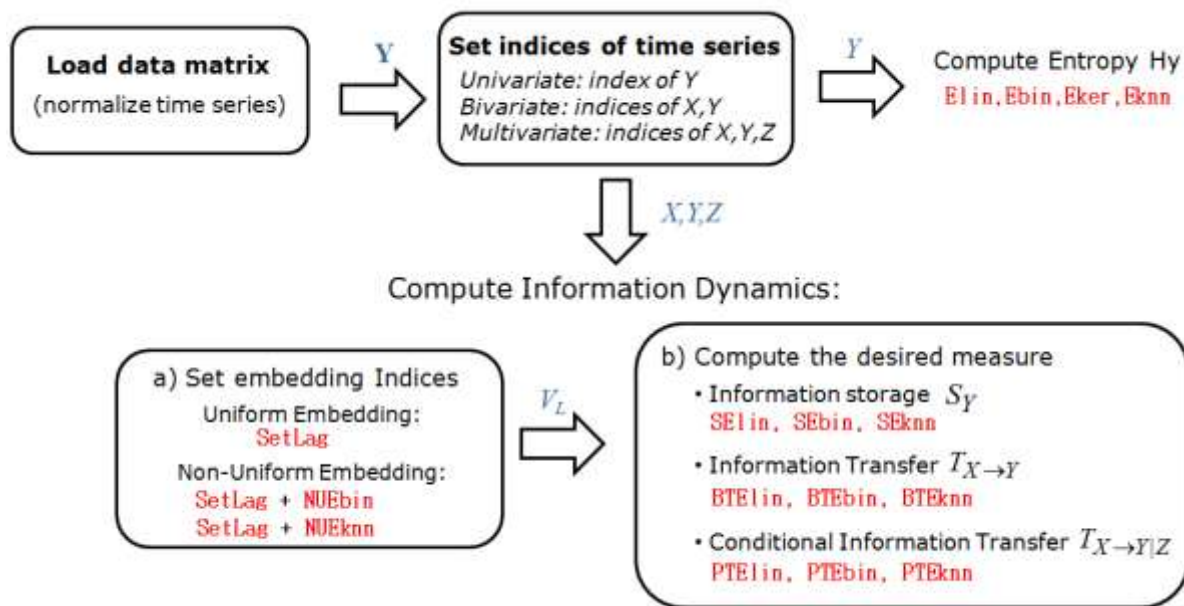 Load data matrix
(normalize time series)
Y
Set indices of time series
Univariate: index of Y
Bivariate: indices of X,Y
Multivariate: indices of X,Y,Z
Y
Compute Entropy Hy
Elin,Ebin,Eker,Eknn
X,Y,Z
Compute Information Dynamics:
a) Set embedding Indices
Uniform Embedding:
SetLag
Non-Uniform Embedding:
SetLag + NUEbin
SetLag + NUEknn
V_L
b) Compute the desired measure
• Information storage S_Y
SElin, SEbin, SEknn
• Information Transfer T_{X→Y}
BTElin, BTEbin, BTEknn
• Conditional Information Transfer T_{X→Y|Z}
PTElin, PTEbin, PTEknn